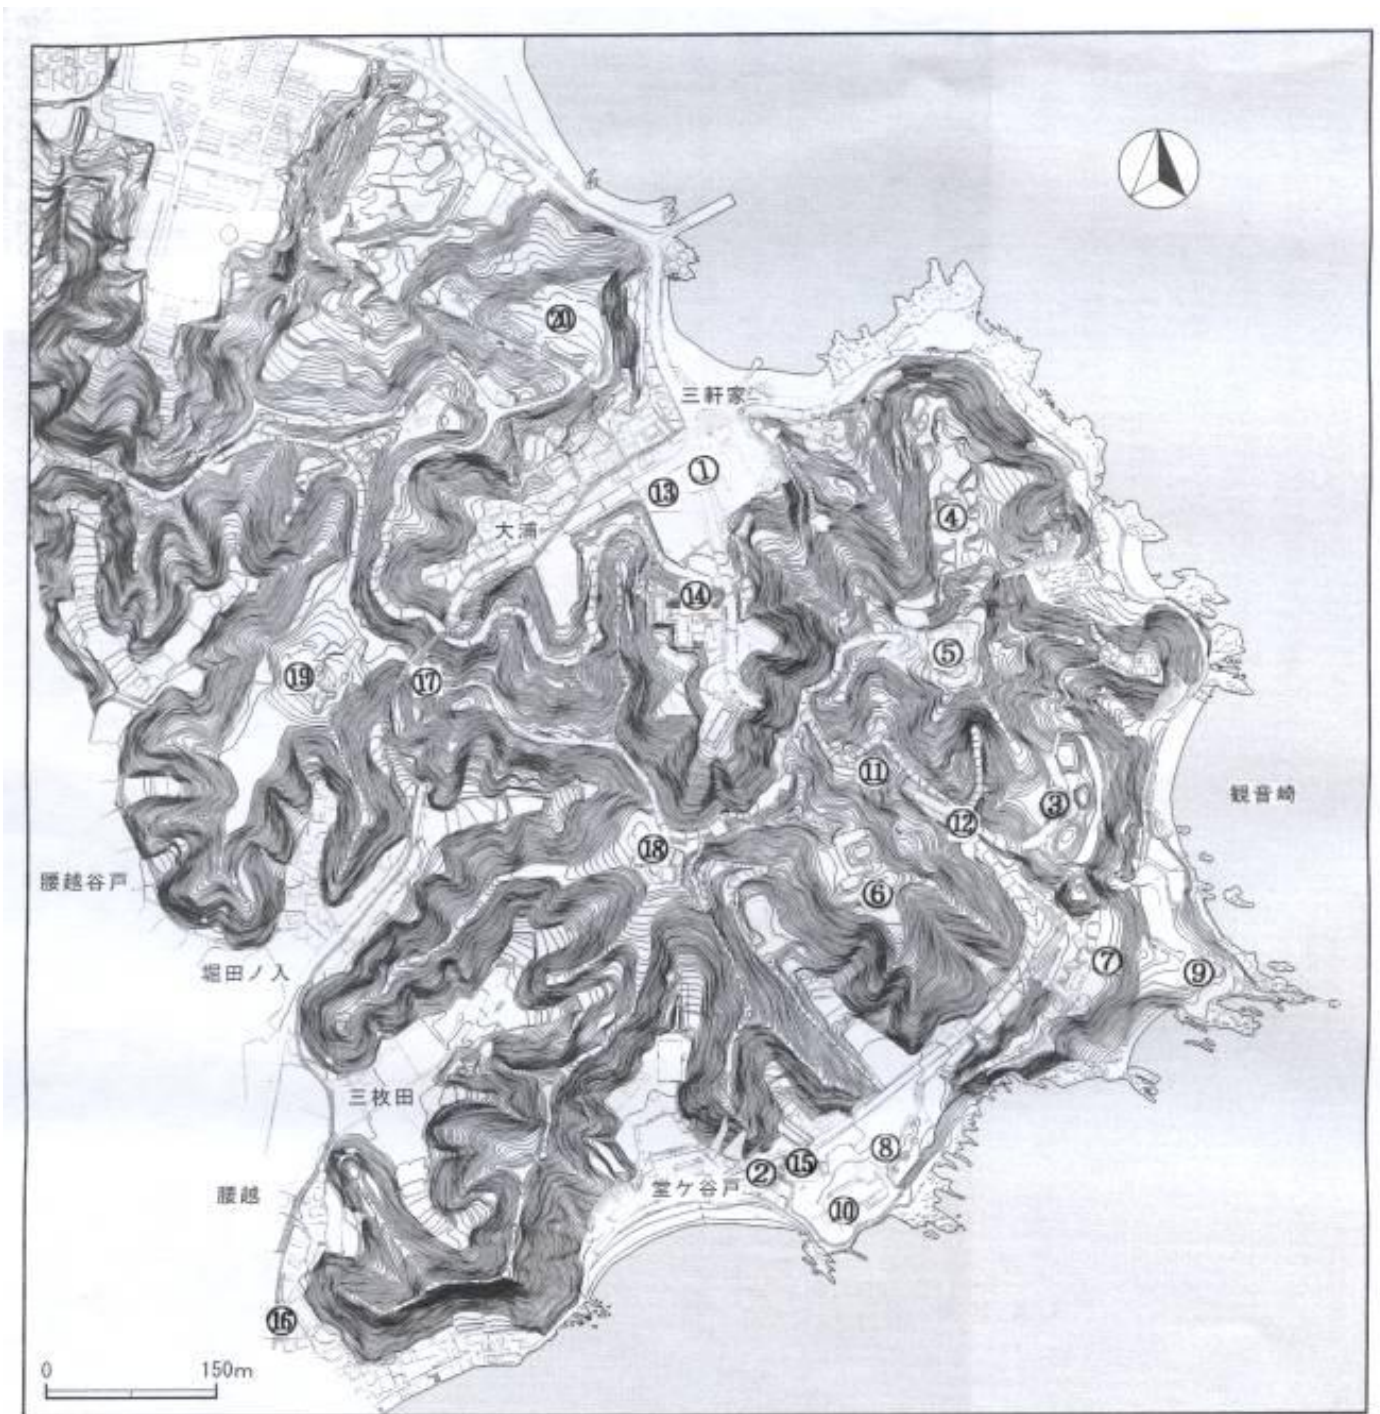 ⑳
三軒家
①
⑬
④
大浦
⑭
⑤
⑲
⑰
⑪
③
観音崎
⑫
⑱
腰越谷戸
⑥
堀田ノ入
⑦
⑨
三枚田
⑧
⑮
②
腰越
堂ケ谷戸
⑩
⑯
0
150m